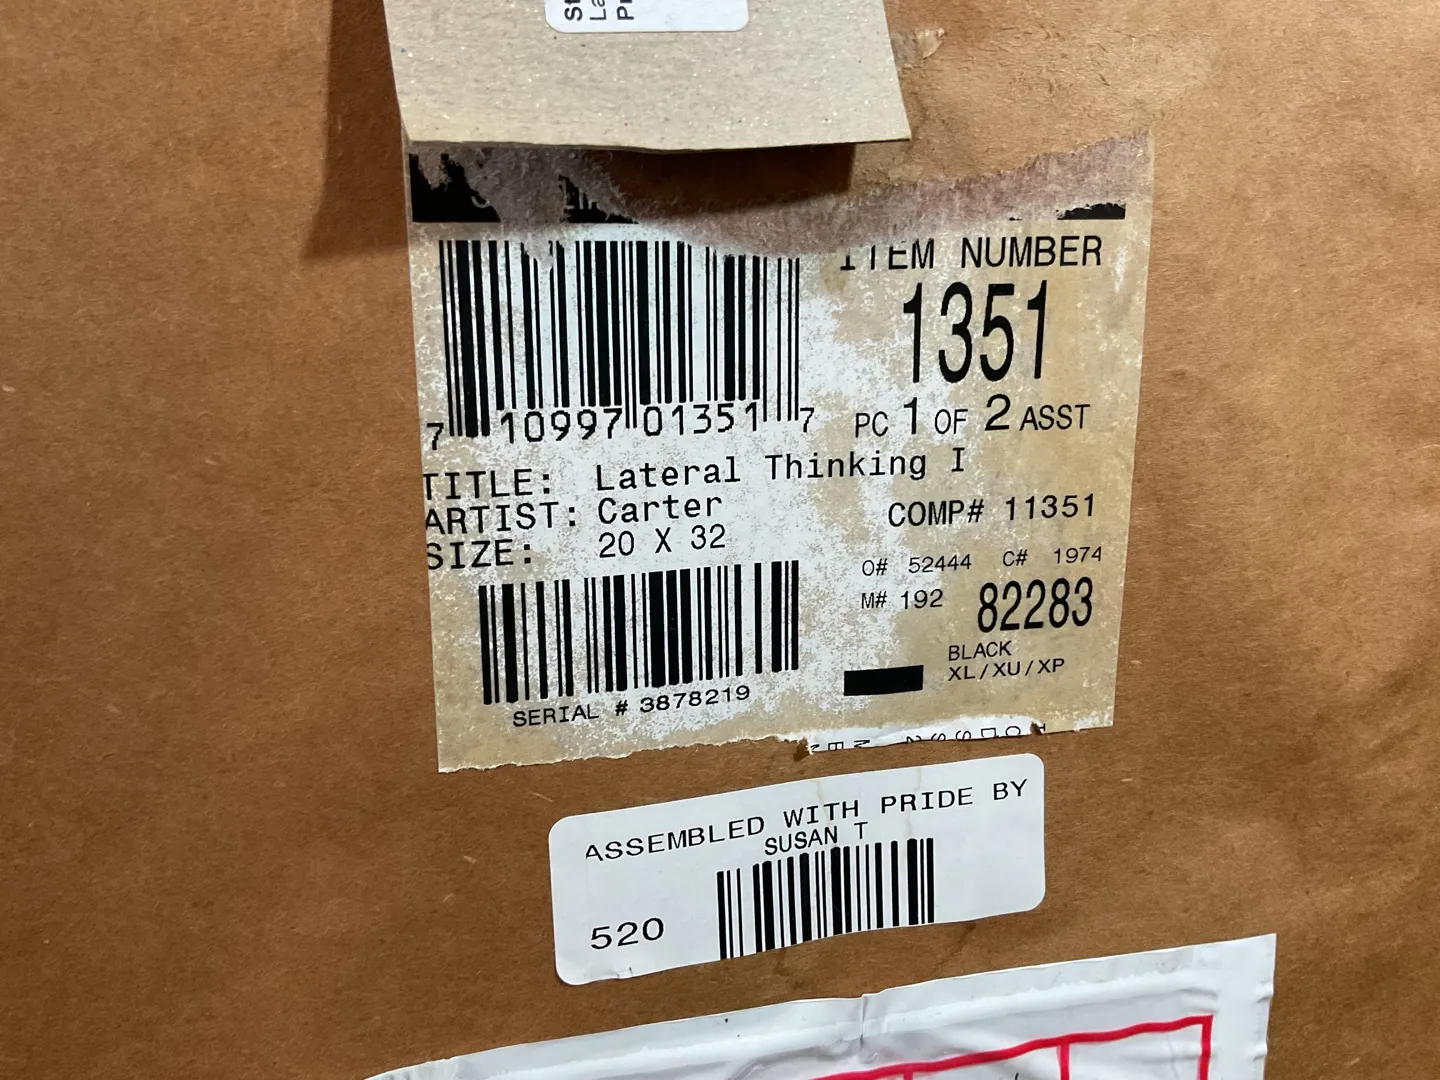 St
La
ITEM NUMBER
1351
PC 1 OF 2 ASST
7 10997 01351 7
TITLE: Lateral Thinking I
ARTIST: Carter
COMP# 11351
SIZE: 20 X 32
O# 52444 C# 1974
M# 192 82283
BLACK
XL/XU/XP
SERIAL # 3878219
ASSEMBLED WITH PRIDE BY
SUSAN T
520